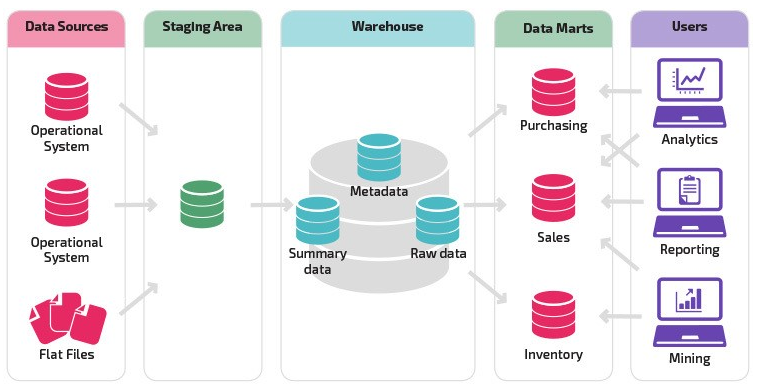 Data Sources
Staging Area
Warehouse
Data Marts
Users
Operational
System
Operational
System
Flat Files
Metadata
Summary
data
Raw data
Purchasing
Sales
Inventory
Analytics
Reporting
Mining